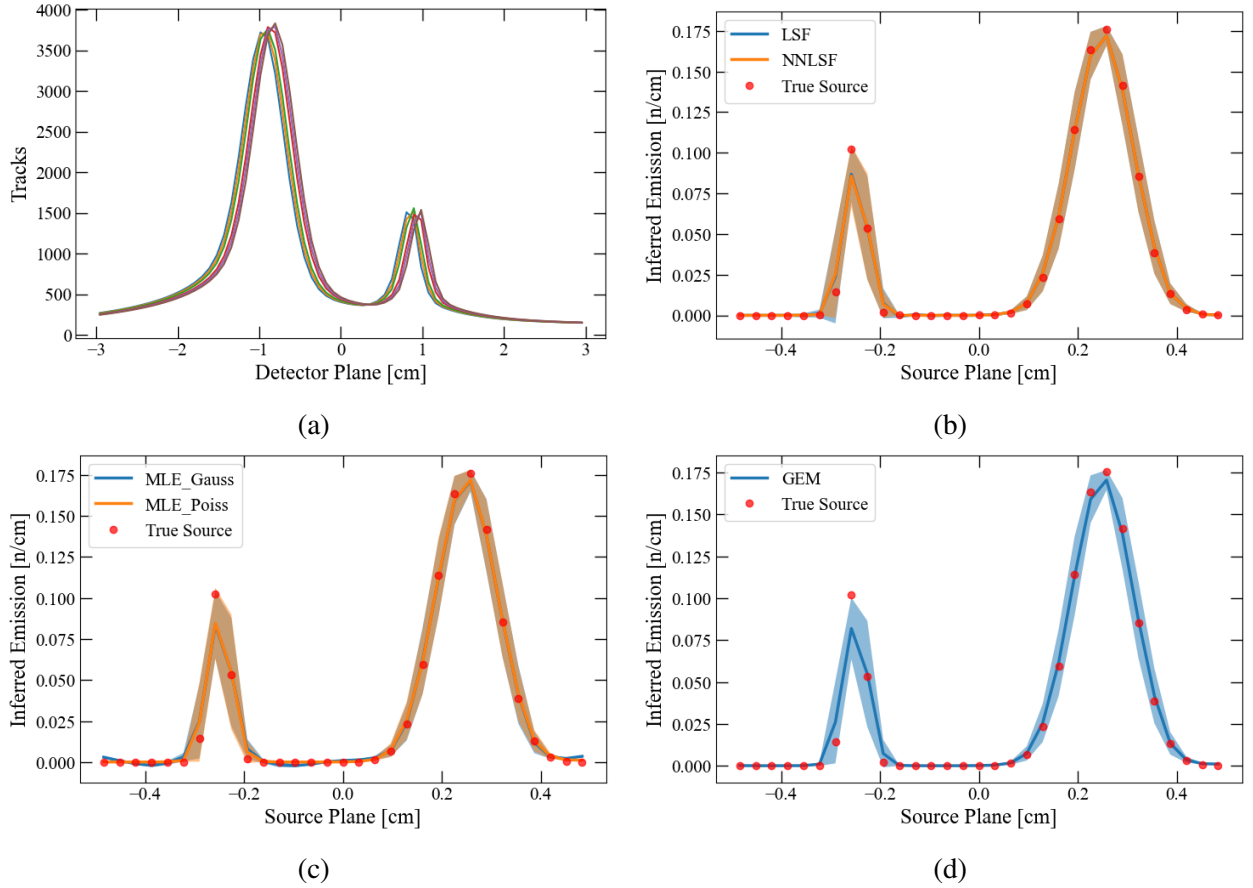 4000
3500
3000
2500
2000
1500
1000
500
0
Tracks
−3 −2 −1 0 1 2 3
Detector Plane [cm]
(a)
LSF
NNLSF
True Source
0.175
0.150
0.125
0.100
0.075
0.050
0.025
0.000
Inferred Emission [n/cm]
−0.4 −0.2 0.0 0.2 0.4
Source Plane [cm]
(b)
MLE_Gauss
MLE_Poiss
True Source
0.175
0.150
0.125
0.100
0.075
0.050
0.025
0.000
Inferred Emission [n/cm]
−0.4 −0.2 0.0 0.2 0.4
Source Plane [cm]
(c)
GEM
True Source
0.175
0.150
0.125
0.100
0.075
0.050
0.025
0.000
Inferred Emission [n/cm]
−0.4 −0.2 0.0 0.2 0.4
Source Plane [cm]
(d)